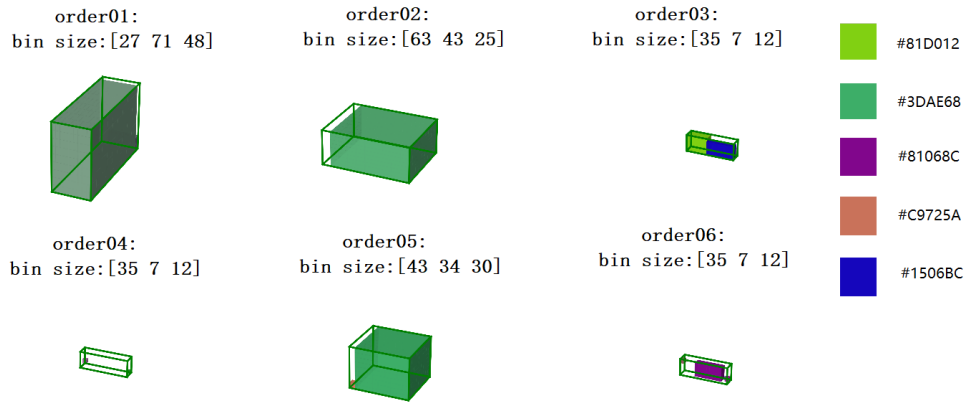 order01:
bin size:[27 71 48]
order02:
bin size:[63 43 25]
order03:
bin size:[35 7 12]
order04:
bin size:[35 7 12]
order05:
bin size:[43 34 30]
order06:
bin size:[35 7 12]
#81D012
#3DAE68
#81068C
#C9725A
#1506BC